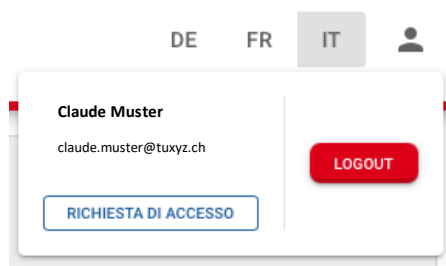 DE FR IT
Claude Muster
claude.muster@tuxyz.ch
LOGOUT
RICHIESTA DI ACCESSO